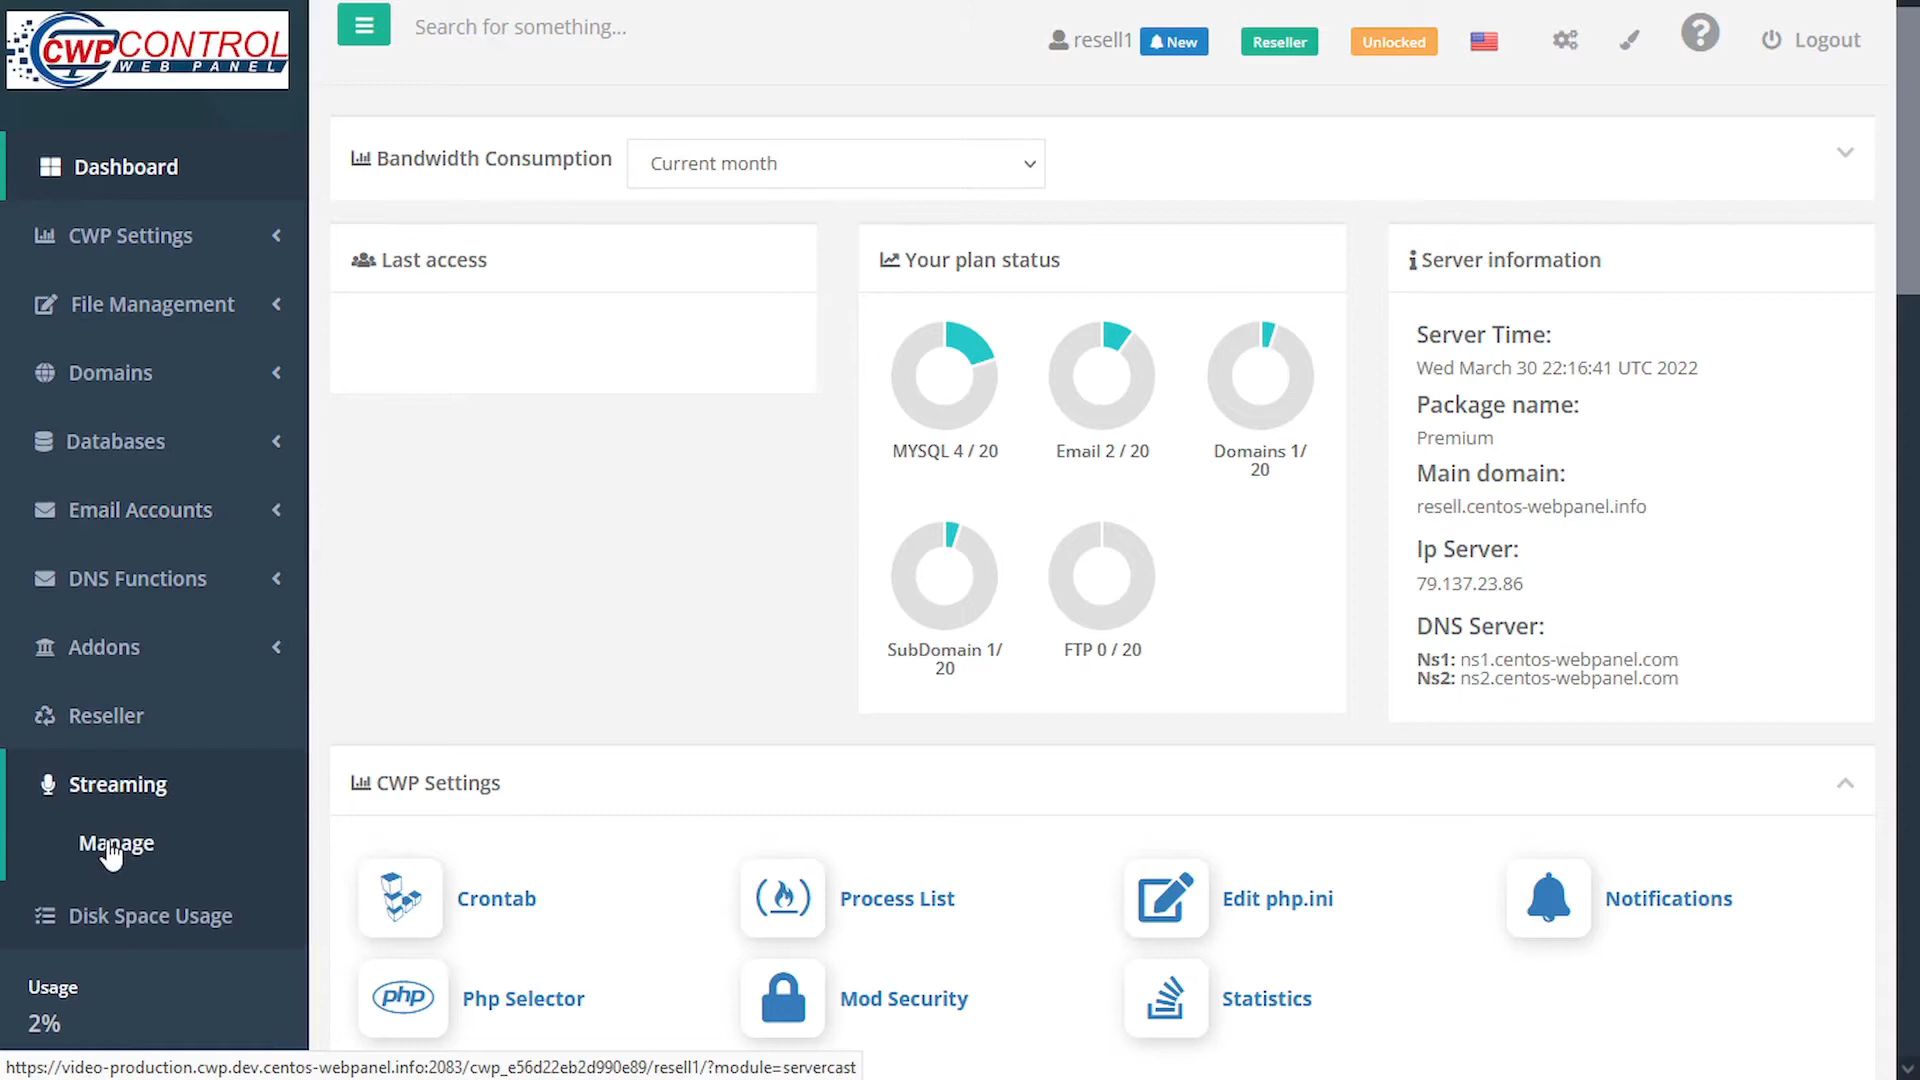 CWP CONTROL
WEB PANEL
Search for something...
resell1
New
Reseller
Unlocked
?
Logout
Dashboard
CWP Settings
File Management
Domains
Databases
Email Accounts
DNS Functions
Addons
Reseller
Streaming
Manage
Disk Space Usage
Usage
2%
Bandwidth Consumption
Current month
Last access
Your plan status
MYSQL 4 / 20
Email 2 / 20
Domains 1/
20
SubDomain 1/
20
FTP 0 / 20
Server information
Server Time:
Wed March 30 22:16:41 UTC 2022
Package name:
Premium
Main domain:
resell.centos-webpanel.info
Ip Server:
79.137.23.86
DNS Server:
Ns1: ns1.centos-webpanel.com
Ns2: ns2.centos-webpanel.com
CWP Settings
Crontab
Process List
Edit php.ini
Notifications
php
Php Selector
Mod Security
Statistics
https://video-production.cwp.dev.centos-webpanel.info:2083/cwp_e56d22eb2d990e89/resell1/?module=servercast